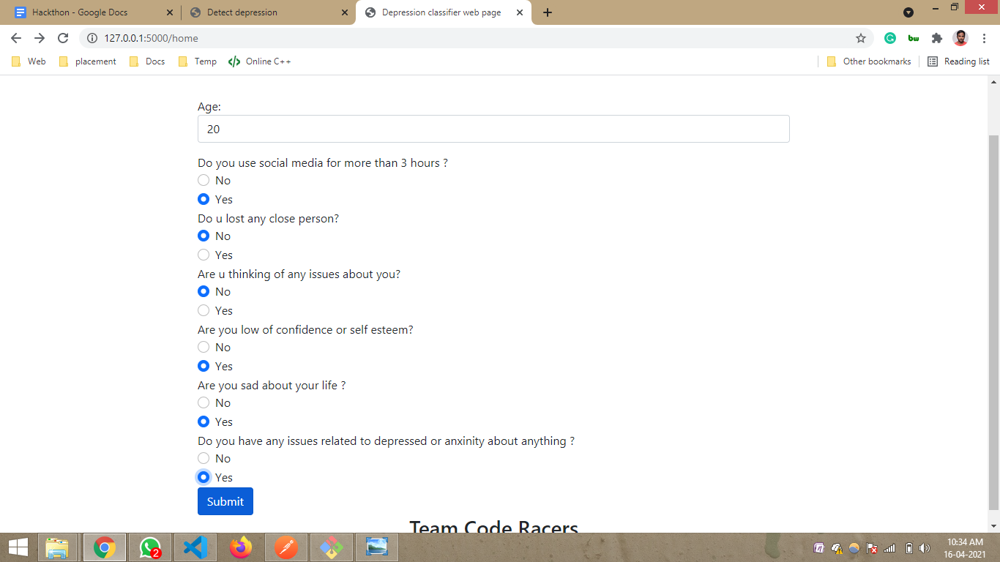 Hackthon - Google Docs
Detect depression
Depression classifier web page
127.0.0.1:5000/home
bw
Web
placement
Docs
Temp
Online C++
Other bookmarks
Reading list
Age:
20
Do you use social media for more than 3 hours ?
No
Yes
Do u lost any close person?
No
Yes
Are u thinking of any issues about you?
No
Yes
Are you low of confidence or self esteem?
No
Yes
Are you sad about your life ?
No
Yes
Do you have any issues related to depressed or anxinity about anything ?
No
Yes
Submit
Team Code Racers
2
10:34 AM
16-04-2021